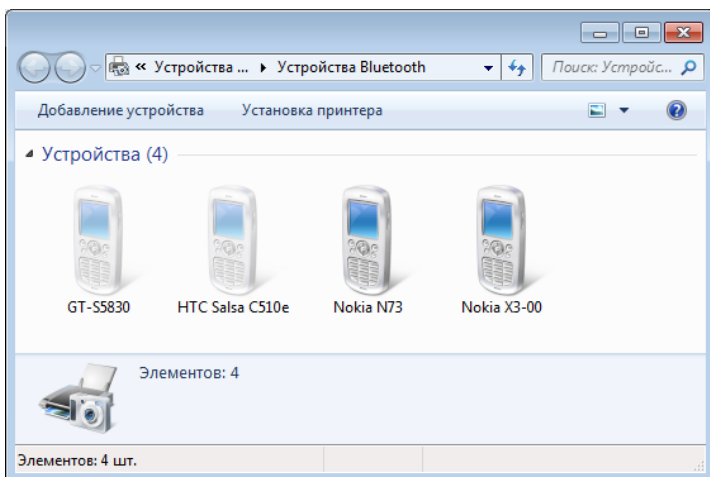 « Устройства ... ▸ Устройства Bluetooth
Поиск: Устройс...
Добавление устройства Установка принтера
Устройства (4)
GT-S5830 HTC Salsa C510e Nokia N73 Nokia X3-00
Элементов: 4
Элементов: 4 шт.